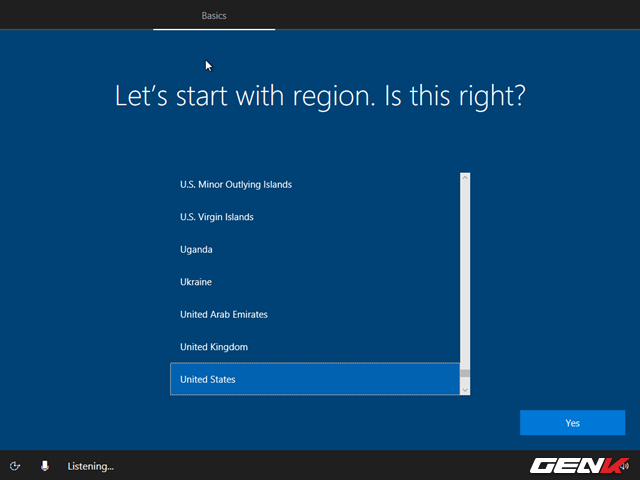 Basics
Let's start with region. Is this right?
U.S. Minor Outlying Islands
U.S. Virgin Islands
Uganda
Ukraine
United Arab Emirates
United Kingdom
United States
Yes
Listening...
GENK